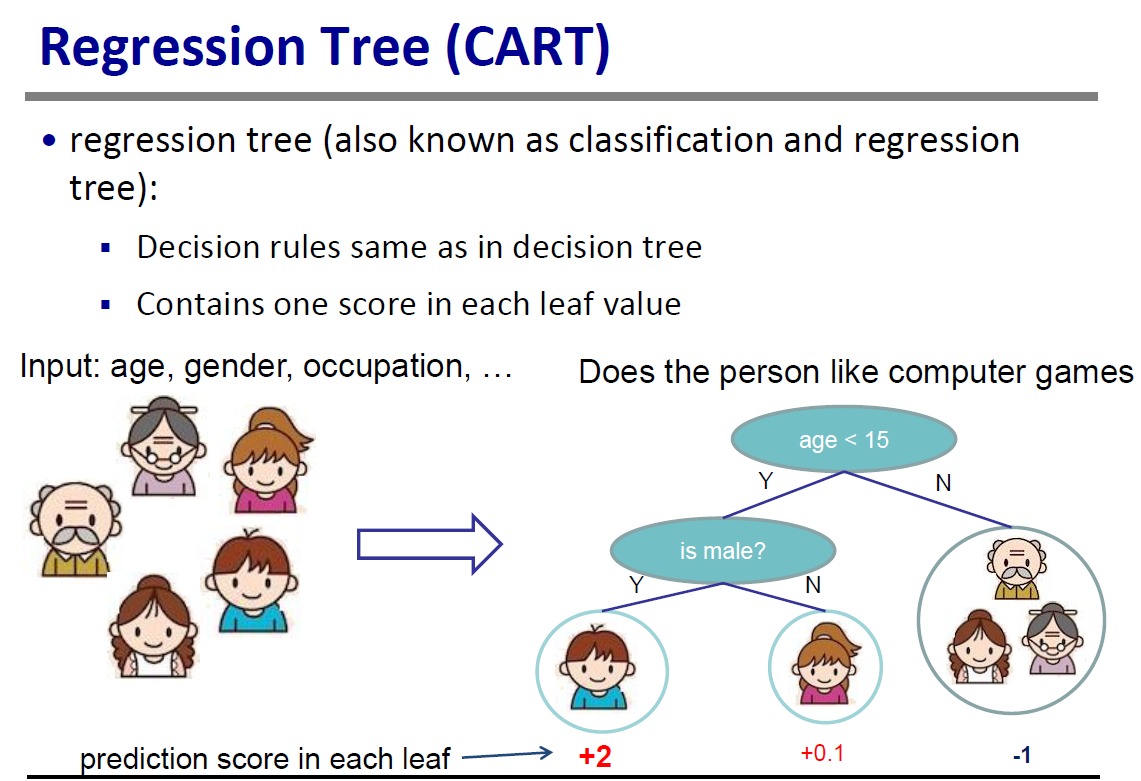 Regression Tree (CART)
• regression tree (also known as classification and regression
tree):
▪ Decision rules same as in decision tree
▪ Contains one score in each leaf value
Input: age, gender, occupation, …
Does the person like computer games
age < 15
Y
N
is male?
Y
N
prediction score in each leaf
+2
+0.1
-1